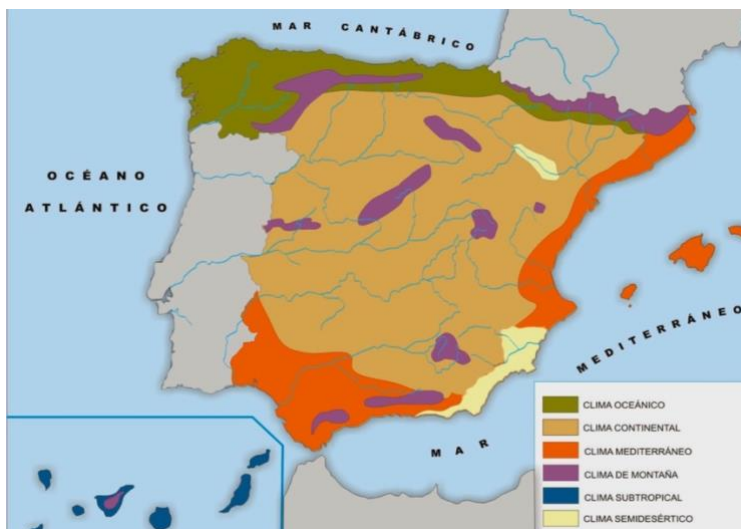 MAR CANTÁBRICO
OCÉANO
ATLÁNTICO
MEDITERRÁNEO
MAR
CLIMA OCEÁNICO
CLIMA CONTINENTAL
CLIMA MEDITERRÁNEO
CLIMA DE MONTAÑA
CLIMA SUBTROPICAL
CLIMA SEMIDESÉRTICO